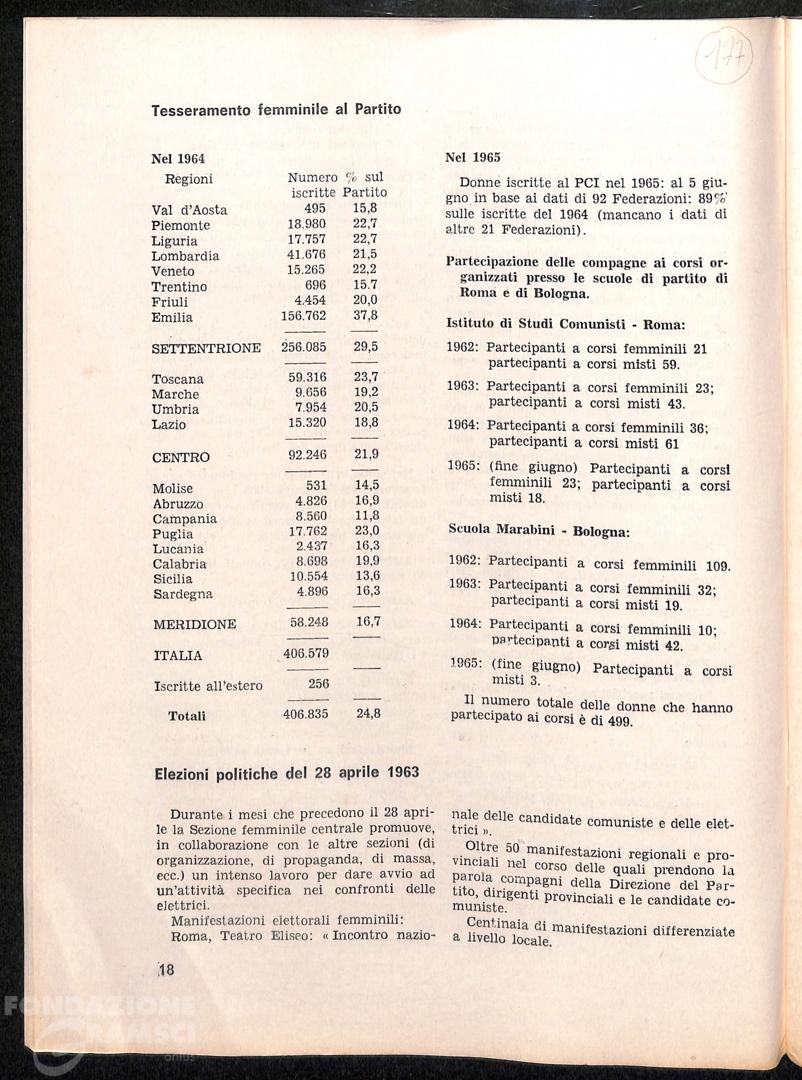 177
Tesseramento femminile al Partito
Nel 1964
Regioni Numero % sul
iscritte Partito
Val d'Aosta 495 15,8
Piemonte 18.980 22,7
Liguria 17.757 22,7
Lombardia 41.676 21,5
Veneto 15.265 22,2
Trentino 696 15.7
Friuli 4.454 20,0
Emilia 156.762 37,8
SETTENTRIONE 256.085 29,5
Toscana 59.316 23,7
Marche 9.656 19,2
Umbria 7.954 20,5
Lazio 15.320 18,8
CENTRO 92.246 21,9
Molise 531 14,5
Abruzzo 4.826 16,9
Campania 8.560 11,8
Puglia 17.762 23,0
Lucania 2.437 16,3
Calabria 8.698 19,9
Sicilia 10.554 13,6
Sardegna 4.896 16,3
MERIDIONE 58.248 16,7
ITALIA 406.579
Iscritte all'estero 256
Totali 406.835 24,8
Nel 1965
Donne iscritte al PCI nel 1965: al 5 giu-
gno in base ai dati di 92 Federazioni: 89%
sulle iscritte del 1964 (mancano i dati di
altre 21 Federazioni).
Partecipazione delle compagne ai corsi or-
ganizzati presso le scuole di partito di
Roma e di Bologna.
Istituto di Studi Comunisti - Roma:
1962: Partecipanti a corsi femminili 21
partecipanti a corsi misti 59.
1963: Partecipanti a corsi femminili 23;
partecipanti a corsi misti 43.
1964: Partecipanti a corsi femminili 36;
partecipanti a corsi misti 61
1965: (fine giugno) Partecipanti a corsi
femminili 23; partecipanti a corsi
misti 18.
Scuola Marabini - Bologna:
1962: Partecipanti a corsi femminili 109.
1963: Partecipanti a corsi femminili 32;
partecipanti a corsi misti 19.
1964: Partecipanti a corsi femminili 10;
partecipanti a corsi misti 42.
1965: (fine giugno) Partecipanti a corsi
misti 3.
Il numero totale delle donne che hanno
partecipato ai corsi è di 499.
Elezioni politiche del 28 aprile 1963
Durante i mesi che precedono il 28 apri-
le la Sezione femminile centrale promuove,
in collaborazione con le altre sezioni (di
organizzazione, di propaganda, di massa,
ecc.) un intenso lavoro per dare avvio ad
un'attività specifica nei confronti delle
elettrici.
Manifestazioni elettorali femminili:
Roma, Teatro Eliseo: « Incontro nazio-
nale delle candidate comuniste e delle elet-
trici ».
Oltre 50 manifestazioni regionali e pro-
vinciali nel corso delle quali prendono la
parola compagni della Direzione del Par-
tito, dirigenti provinciali e le candidate co-
muniste.
Centinaia di manifestazioni differenziate
a livello locale.
18
FONDAZIONE
GRAMSCI
onlus